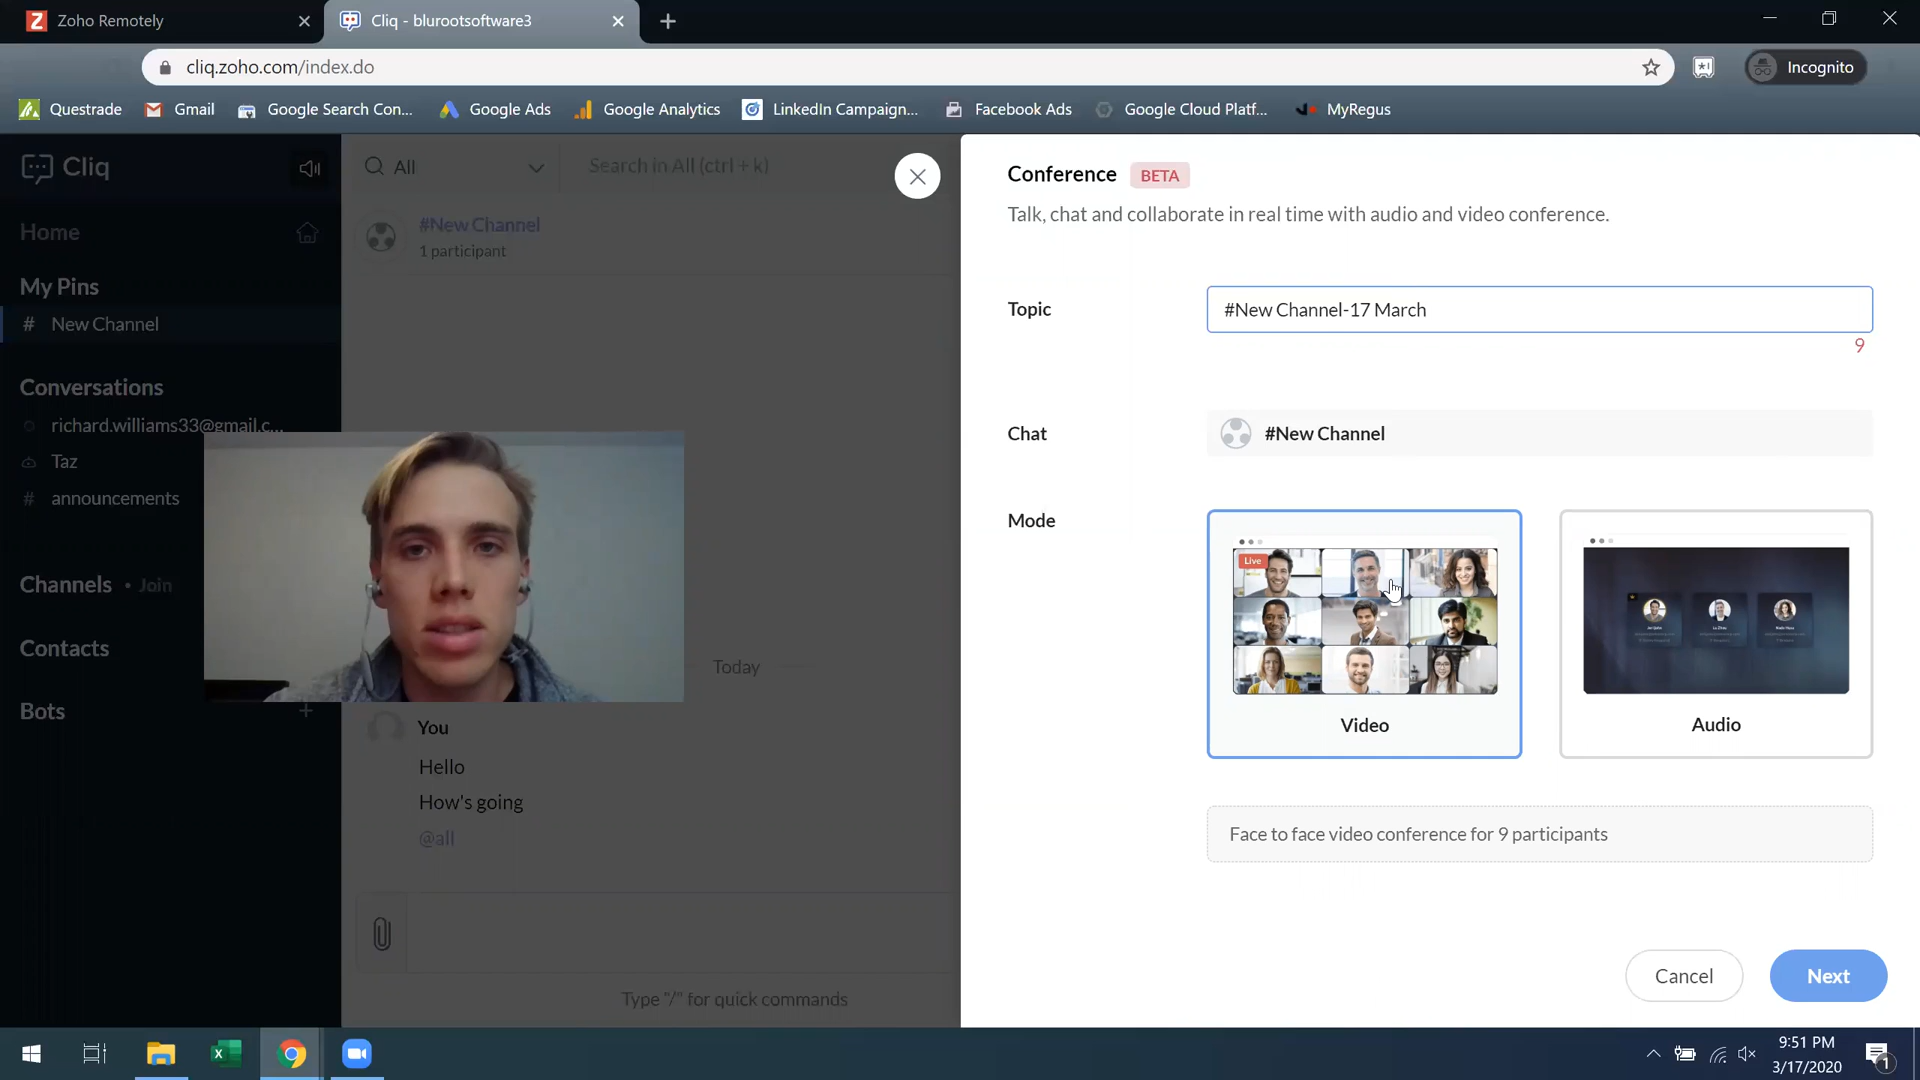 Zoho Remotely
Cliq - blurootsoftware3
cliq.zoho.com/index.do
Incognito
Questrade
Gmail
Google Search Con...
Google Ads
Google Analytics
LinkedIn Campaign...
Facebook Ads
Google Cloud Platf...
MyRegus
Cliq
Home
My Pins
# New Channel
Conversations
richard.williams33@gmail.c...
Taz
# announcements
Channels • Join
Contacts
Bots +
All
Search in All (ctrl + k)
#New Channel
1 participant
Today
You
Hello
How's going
@all
Type "/" for quick commands
Conference BETA
Talk, chat and collaborate in real time with audio and video conference.
Topic
#New Channel-17 March
9
Chat
#New Channel
Mode
Live
Video
Audio
Face to face video conference for 9 participants
Cancel
Next
9:51 PM
3/17/2020
1